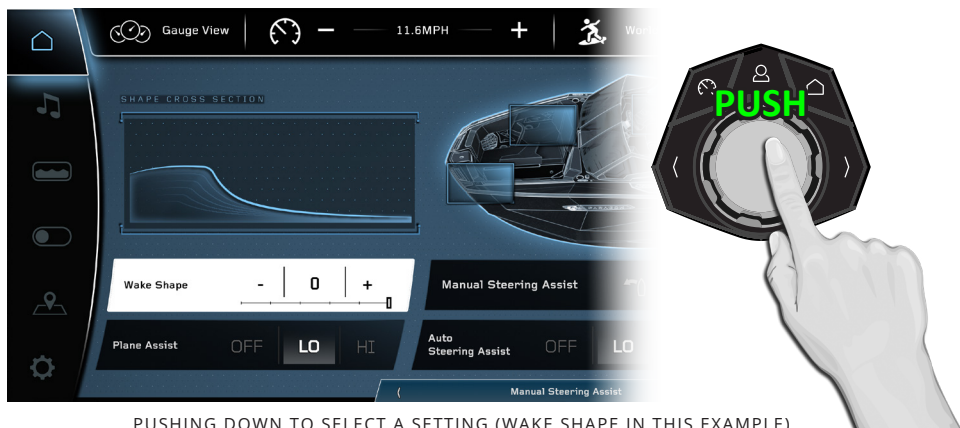 Gauge View
11.6MPH
SHAPE CROSS SECTION
PUSH
Wake Shape - 0 +
Manual Steering Assist
Plane Assist OFF LO HI
Auto
Steering Assist OFF LO
Manual Steering Assist
PUSHING DOWN TO SELECT A SETTING (WAKE SHAPE IN THIS EXAMPLE)